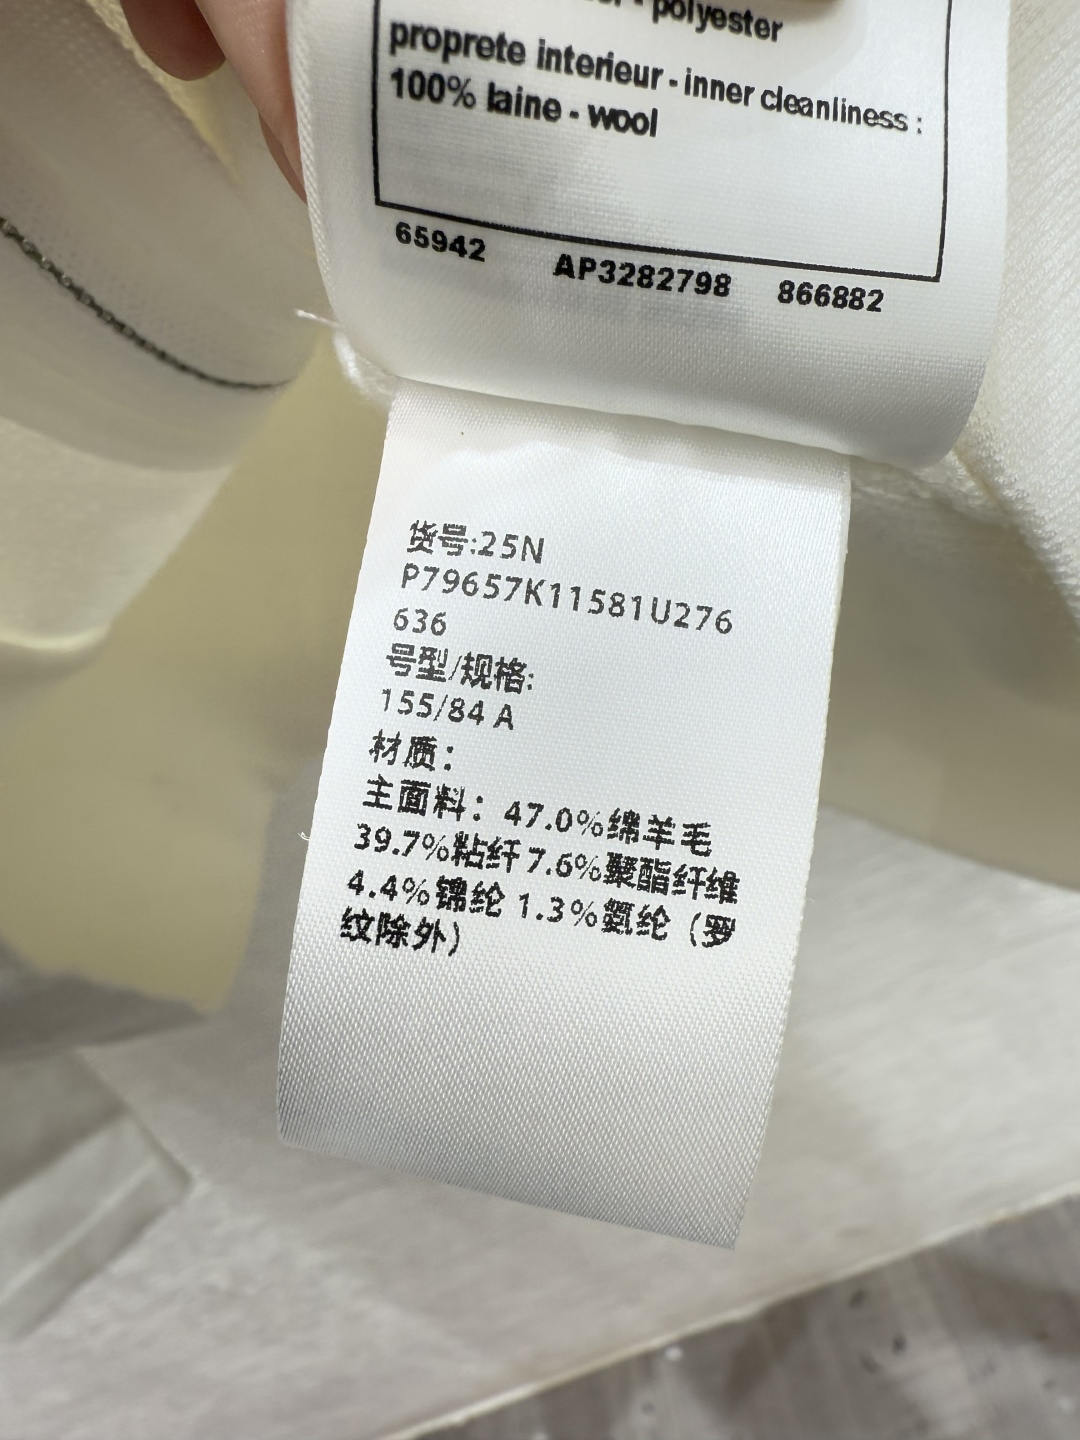 polyester
proprete interieur - inner cleanliness :
100% laine - wool
65942 AP3282798 866882
货号:25N
P79657K11581U276
636
号型/规格:
155/84 A
材质：
主面料：47.0%绵羊毛
39.7%粘纤 7.6%聚酯纤维
4.4%锦纶 1.3%氨纶（罗
纹除外）